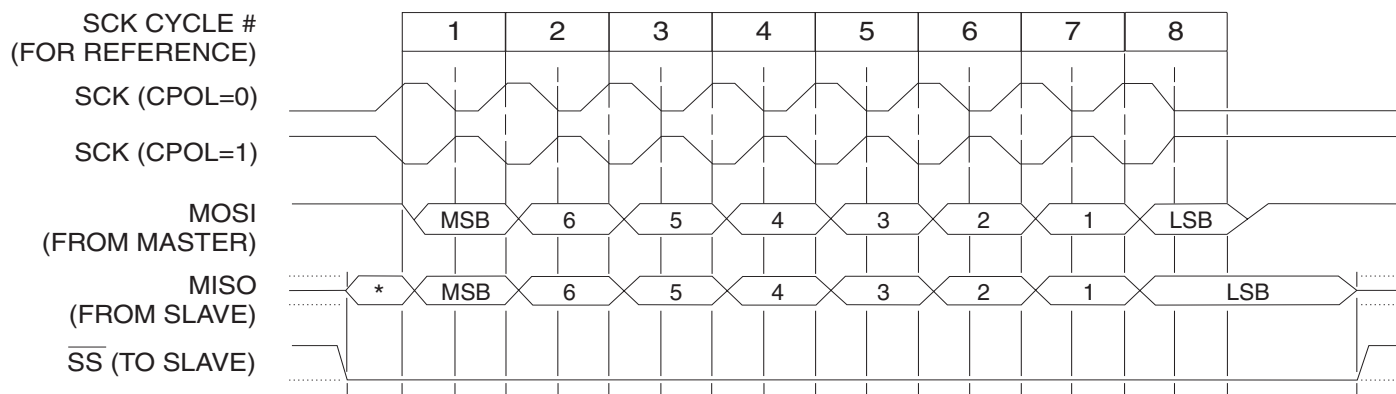 SCK CYCLE # 1 2 3 4 5 6 7 8
(FOR REFERENCE)
SCK (CPOL=0)
SCK (CPOL=1)
MOSI MSB 6 5 4 3 2 1 LSB
(FROM MASTER)
MISO * MSB 6 5 4 3 2 1 LSB
(FROM SLAVE)
SS (TO SLAVE)